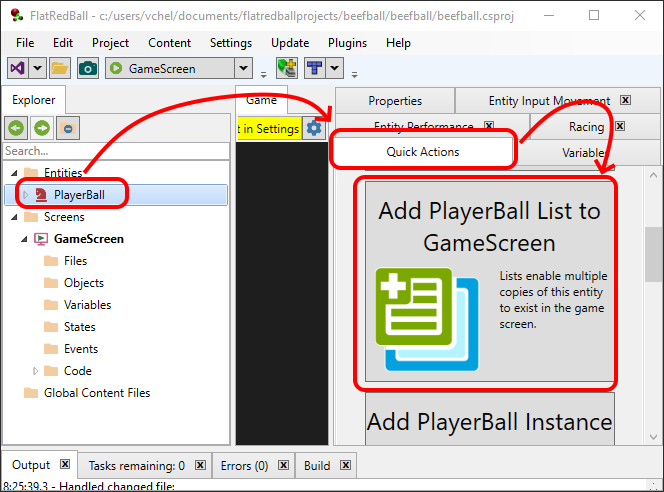 FlatRedBall - c:/users/vchel/documents/flatredballprojects/beefball/beefball/beefball.csproj
File Edit Project Content Settings Update Plugins Help
GameScreen
Explorer
Search...
Entities
PlayerBall
Screens
GameScreen
Files
Objects
Variables
States
Events
Code
Global Content Files
Game
t in Settings
Properties
Entity Input Movement
Entity Performance
Racing
Quick Actions
Variables
Add PlayerBall List to
GameScreen
Lists enable multiple
copies of this entity
to exist in the game
screen.
Add PlayerBall Instance
Output
Tasks remaining: 0
Errors (0)
Build
8:25:39.3 - Handled changed file: